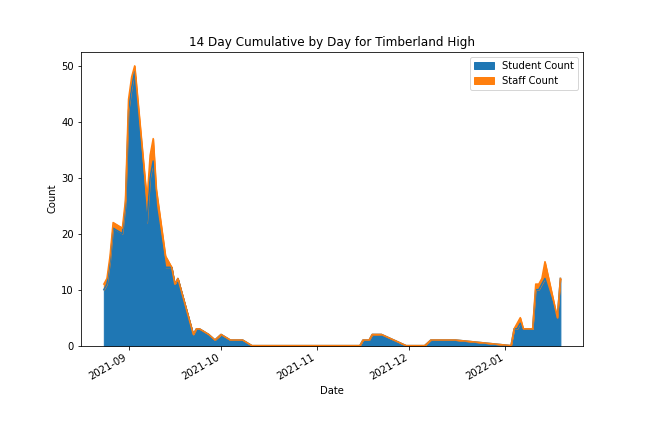 14 Day Cumulative by Day for Timberland High
Student Count
Staff Count
50
40
30
20
10
0
Count
2021-09
2021-10
2021-11
2021-12
2022-01
Date